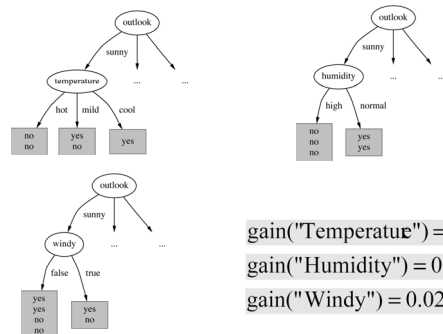 outlook
sunny
... ...
temperature
hot mild cool
no yes yes
no no
outlook
sunny
... ...
humidity
high normal
no yes
no yes
no
outlook
sunny
... ...
windy
false true
yes yes
yes no
no
no
gain("Temperature") =
gain("Humidity") = 0
gain("Windy") = 0.02